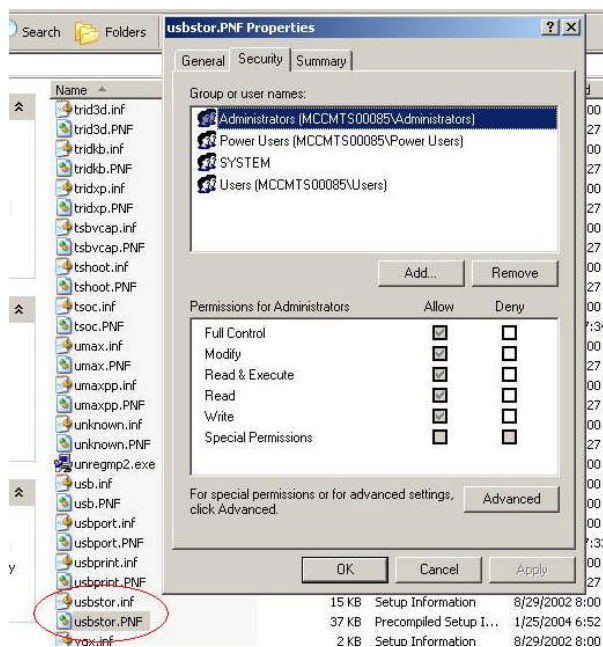 Search
Folders
usbstor.PNF Properties
General
Security
Summary
Group or user names:
Administrators (MCCMTS00085\Administrators)
Power Users (MCCMTS00085\Power Users)
SYSTEM
Users (MCCMTS00085\Users)
Add...
Remove
Permissions for Administrators
Allow
Deny
Full Control
Modify
Read & Execute
Read
Write
Special Permissions
For special permissions or for advanced settings,
click Advanced.
Advanced
OK
Cancel
Apply
Name
trid3d.inf
trid3d.PNF
tridkb.inf
tridkb.PNF
tridxp.inf
tridxp.PNF
tsbvcap.inf
tsbvcap.PNF
tshoot.inf
tshoot.PNF
tsoc.inf
tsoc.PNF
umax.inf
umax.PNF
umaxpp.inf
umaxpp.PNF
unknown.inf
unknown.PNF
unregmp2.exe
usb.inf
usb.PNF
usbport.inf
usbport.PNF
usbprint.inf
usbprint.PNF
usbstor.inf 15 KB Setup Information 8/29/2002 8:00
usbstor.PNF 37 KB Precompiled Setup I... 1/25/2004 6:52
vgx.inf 2 KB Setup Information 8/29/2002 8:00